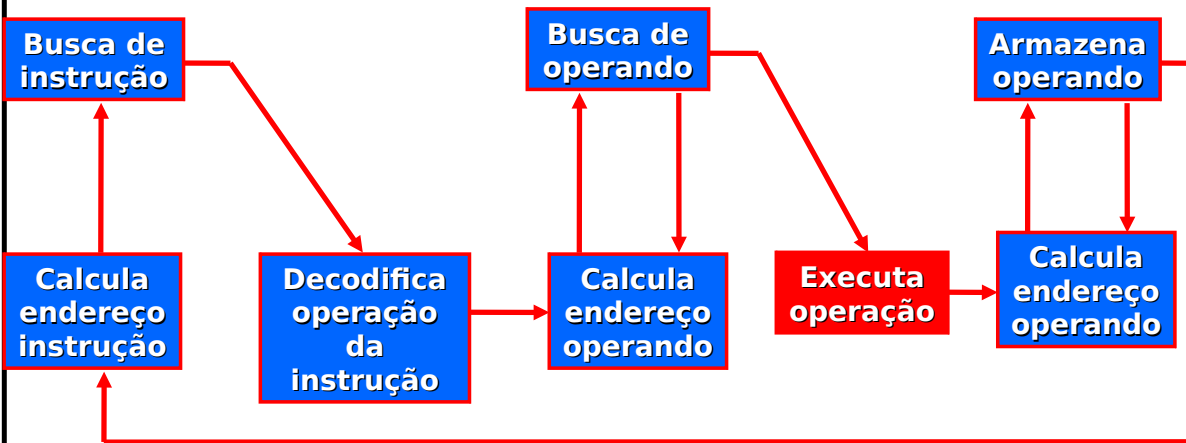 Busca de
instrução
Busca de
operando
Armazena
operando
Calcula
endereço
instrução
Decodifica
operação
da
instrução
Calcula
endereço
operando
Executa
operação
Calcula
endereço
operando